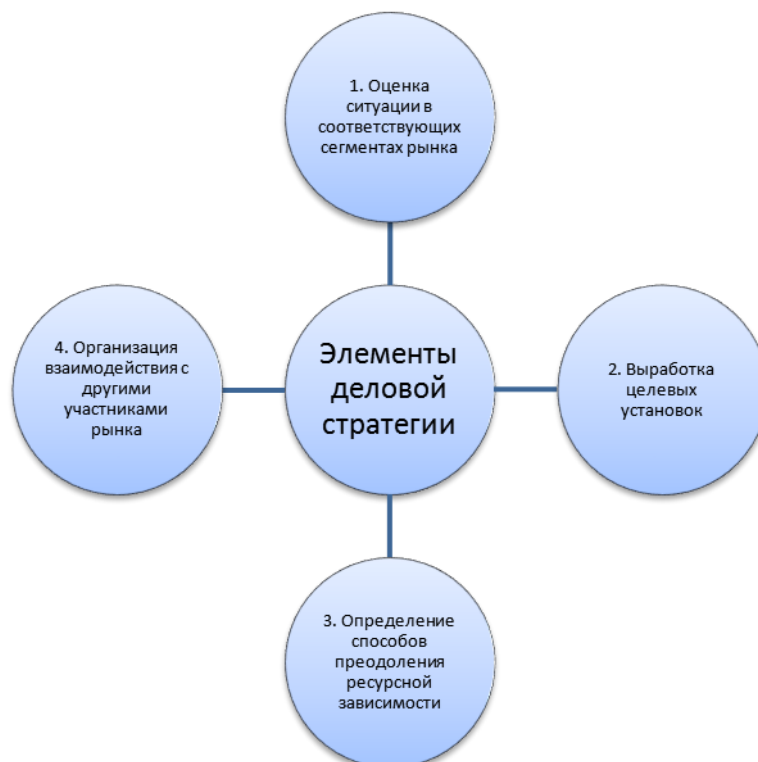 1. Оценка
ситуации в
соответствующих
сегментах рынка
4. Организация
взаимодействия с
другими
участниками
рынка
Элементы
деловой
стратегии
2. Выработка
целевых
установок
3. Определение
способов
преодоления
ресурсной
зависимости